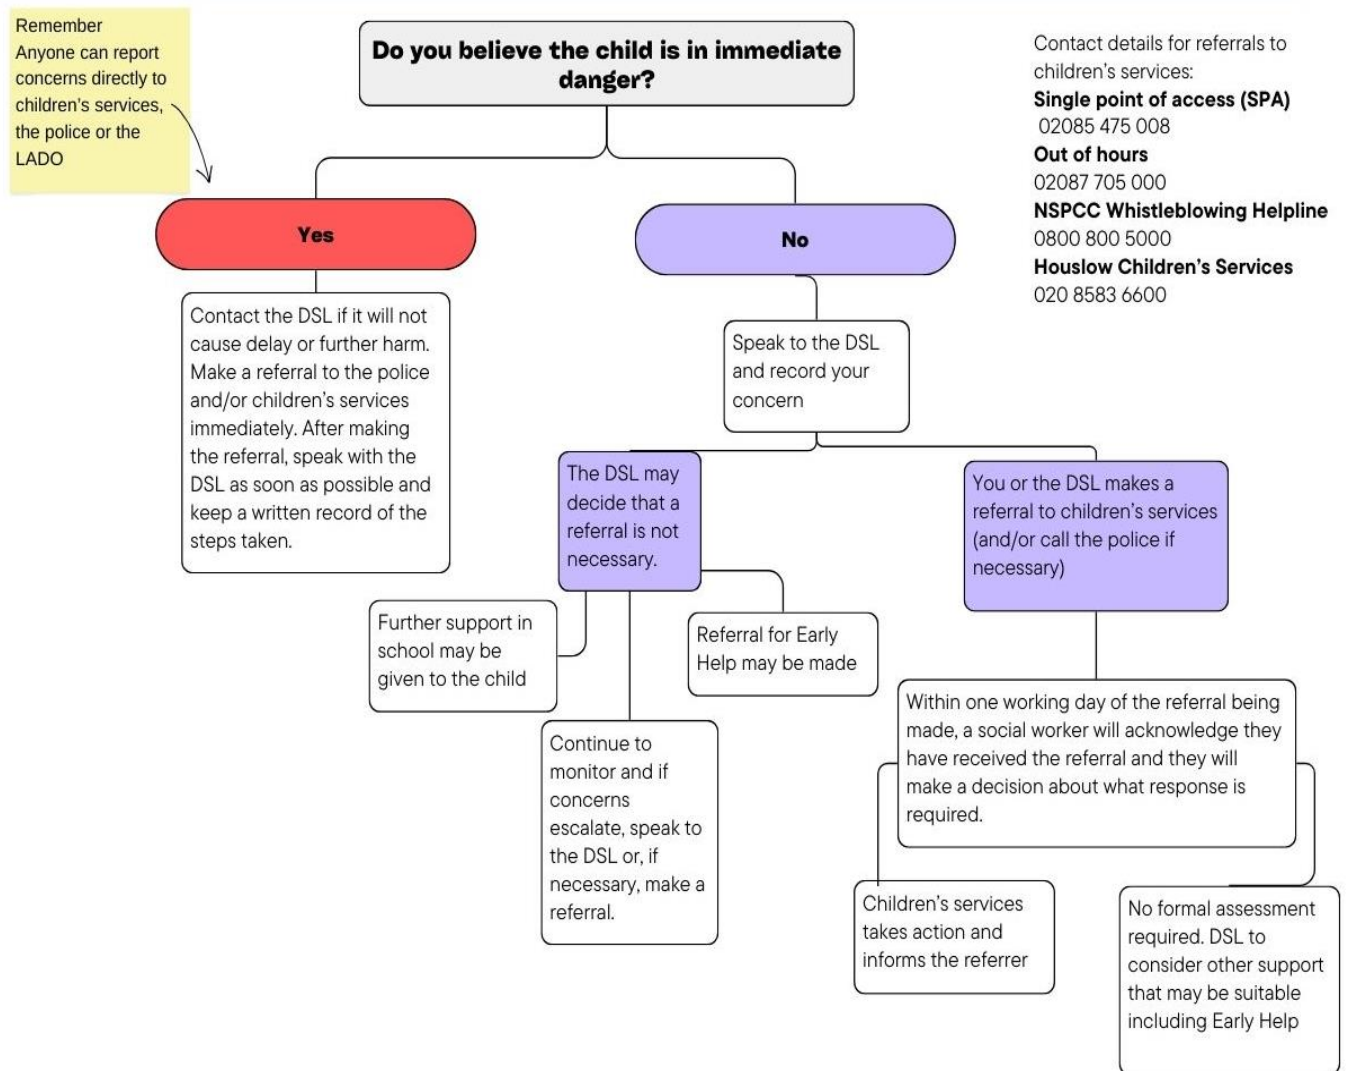 Remember
Anyone can report
concerns directly to
children's services,
the police or the
LADO
Do you believe the child is in immediate
danger?
Contact details for referrals to
children's services:
Single point of access (SPA)
02085 475 008
Out of hours
02087 705 000
NSPCC Whistleblowing Helpline
0800 800 5000
Houslow Children's Services
020 8583 6600
Yes
No
Contact the DSL if it will not
cause delay or further harm.
Make a referral to the police
and/or children's services
immediately. After making
the referral, speak with the
DSL as soon as possible and
keep a written record of the
steps taken.
Speak to the DSL
and record your
concern
The DSL may
decide that a
referral is not
necessary.
You or the DSL makes a
referral to children's services
(and/or call the police if
necessary)
Further support in
school may be
given to the child
Referral for Early
Help may be made
Continue to
monitor and if
concerns
escalate, speak to
the DSL or, if
necessary, make a
referral.
Within one working day of the referral being
made, a social worker will acknowledge they
have received the referral and they will
make a decision about what response is
required.
Children's services
takes action and
informs the referrer
No formal assessment
required. DSL to
consider other support
that may be suitable
including Early Help